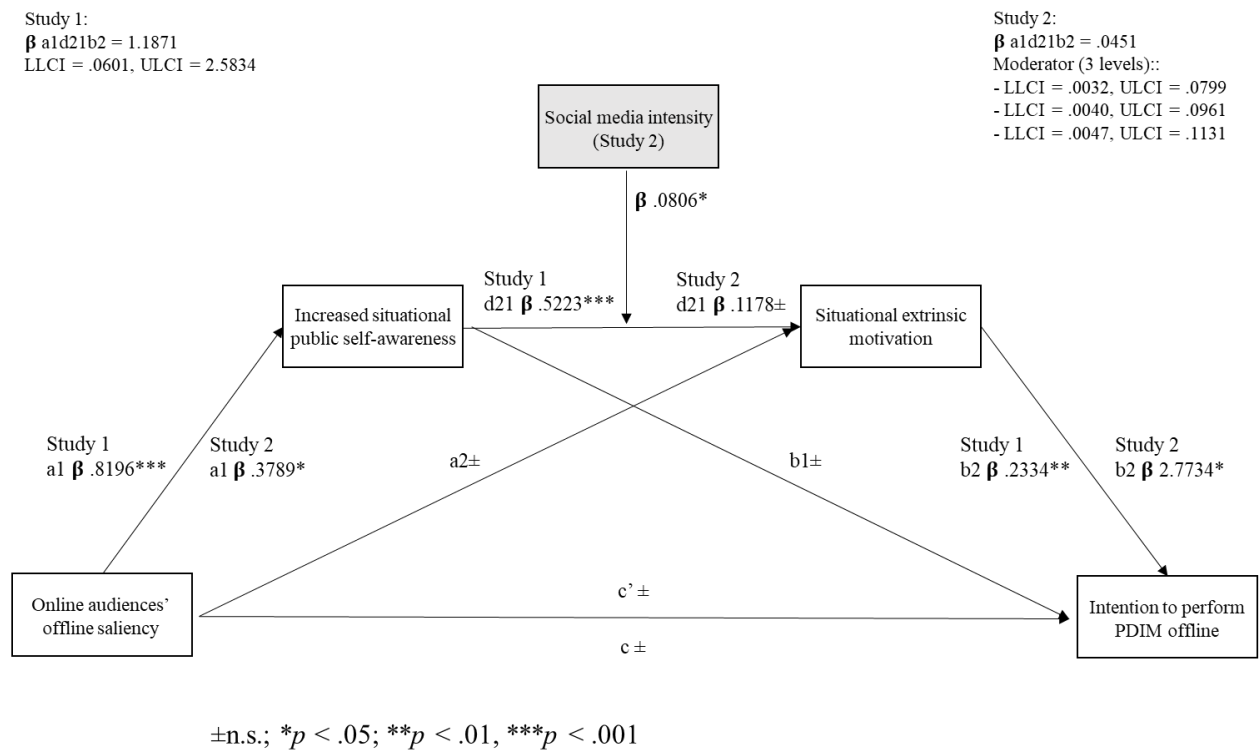 Study 1:
β a1d21b2 = 1.1871
LLCI = .0601, ULCI = 2.5834
Study 2:
β a1d21b2 = .0451
Moderator (3 levels)::
- LLCI = .0032, ULCI = .0799
- LLCI = .0040, ULCI = .0961
- LLCI = .0047, ULCI = .1131
Social media intensity
(Study 2)
β .0806*
Study 1
d21 β .5223***
Study 2
d21 β .1178±
Increased situational
public self-awareness
Situational extrinsic
motivation
Study 1
a1 β .8196***
Study 2
a1 β .3789*
a2±
b1±
Study 1
b2 β .2334**
Study 2
b2 β 2.7734*
Online audiences’
offline saliency
c’ ±
c ±
Intention to perform
PDIM offline
±n.s.; *p < .05; **p < .01, ***p < .001